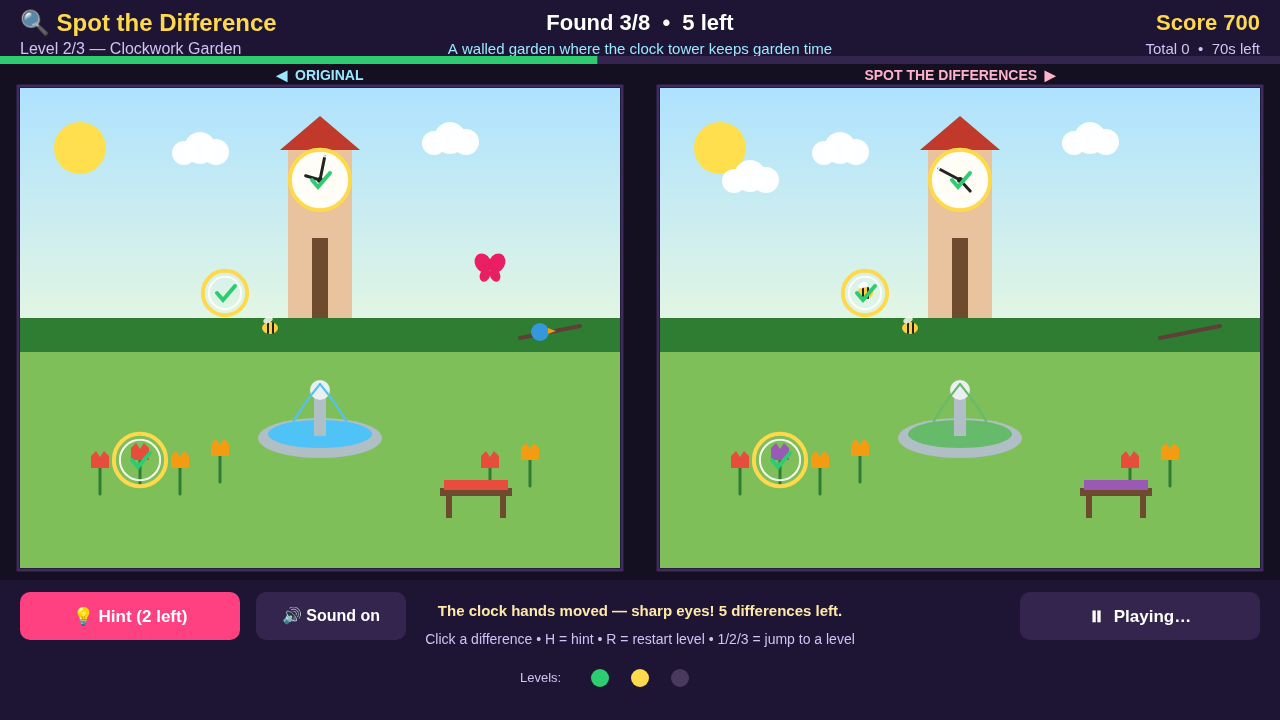 🔍 Spot the Difference
Found 3/8 • 5 left
Score 700
Level 2/3 — Clockwork Garden
A walled garden where the clock tower keeps garden time
Total 0 • 70s left
◀ ORIGINAL
SPOT THE DIFFERENCES ▶
💡 Hint (2 left)
🔊 Sound on
The clock hands moved — sharp eyes! 5 differences left.
Click a difference • H = hint • R = restart level • 1/2/3 = jump to a level
⏸ Playing…
Levels: